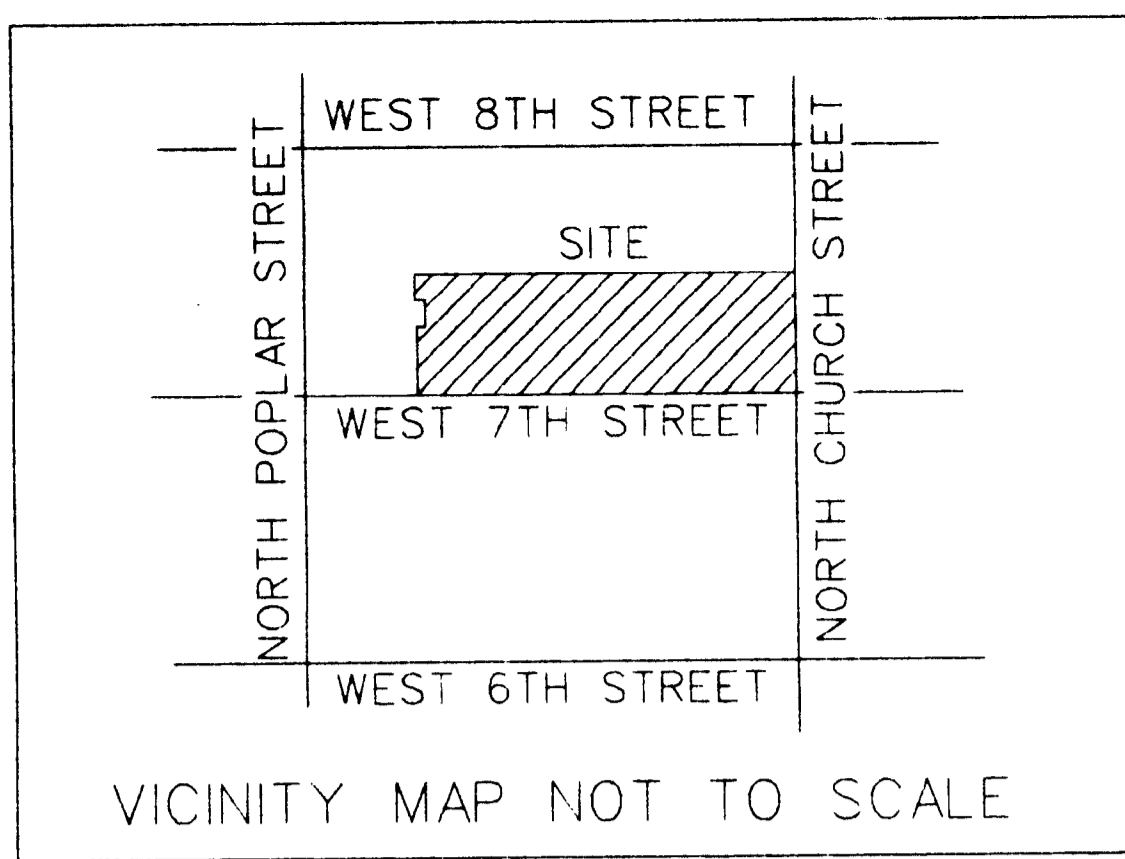 WEST 8TH STREET
NORTH POPLAR STREET
NORTH CHURCH STREET
SITE
WEST 7TH STREET
WEST 6TH STREET
VICINITY MAP NOT TO SCALE